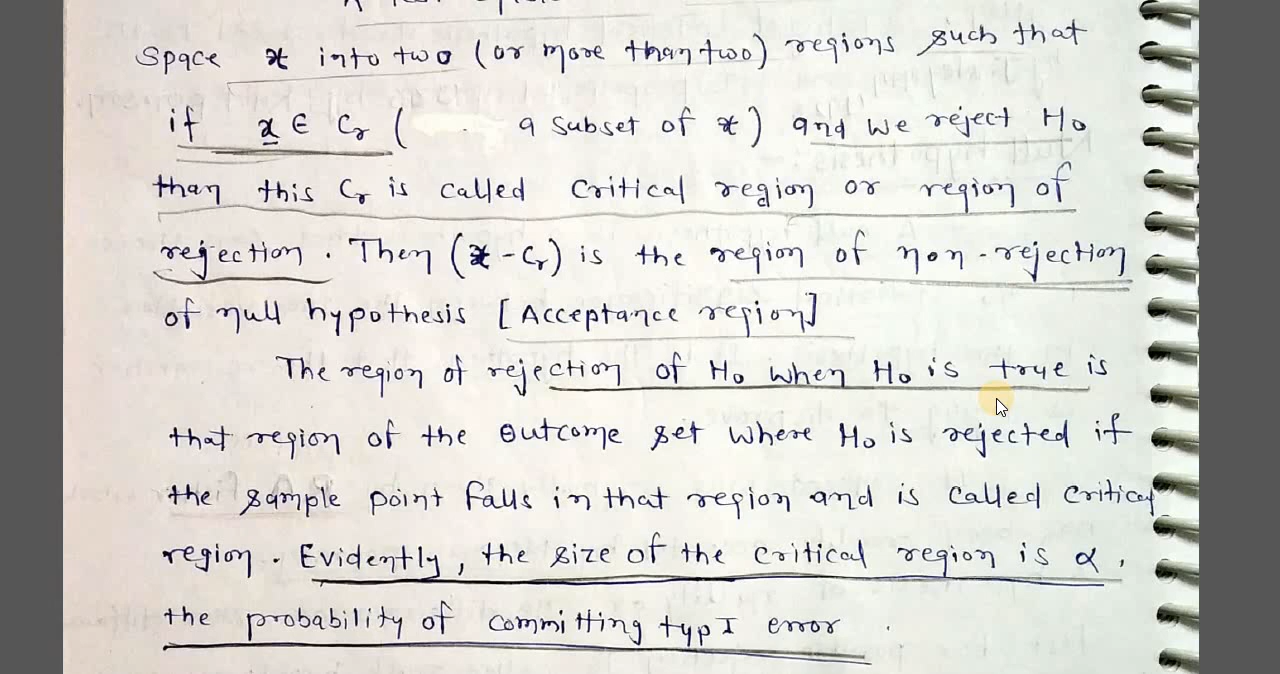 space 𝔁 into two (or more than two) regions such that
if x ∈ Cr ( a subset of 𝔁) and we reject H₀
than this Cr is called critical region or region of
rejection. Then (𝔁 - Cr) is the region of non-rejection
of null hypothesis [Acceptance region]
The region of rejection of H₀ when H₀ is true is
that region of the outcome set where H₀ is rejected if
the sample point falls in that region and is called critical
region. Evidently, the size of the critical region is α,
the probability of committing typ I error.